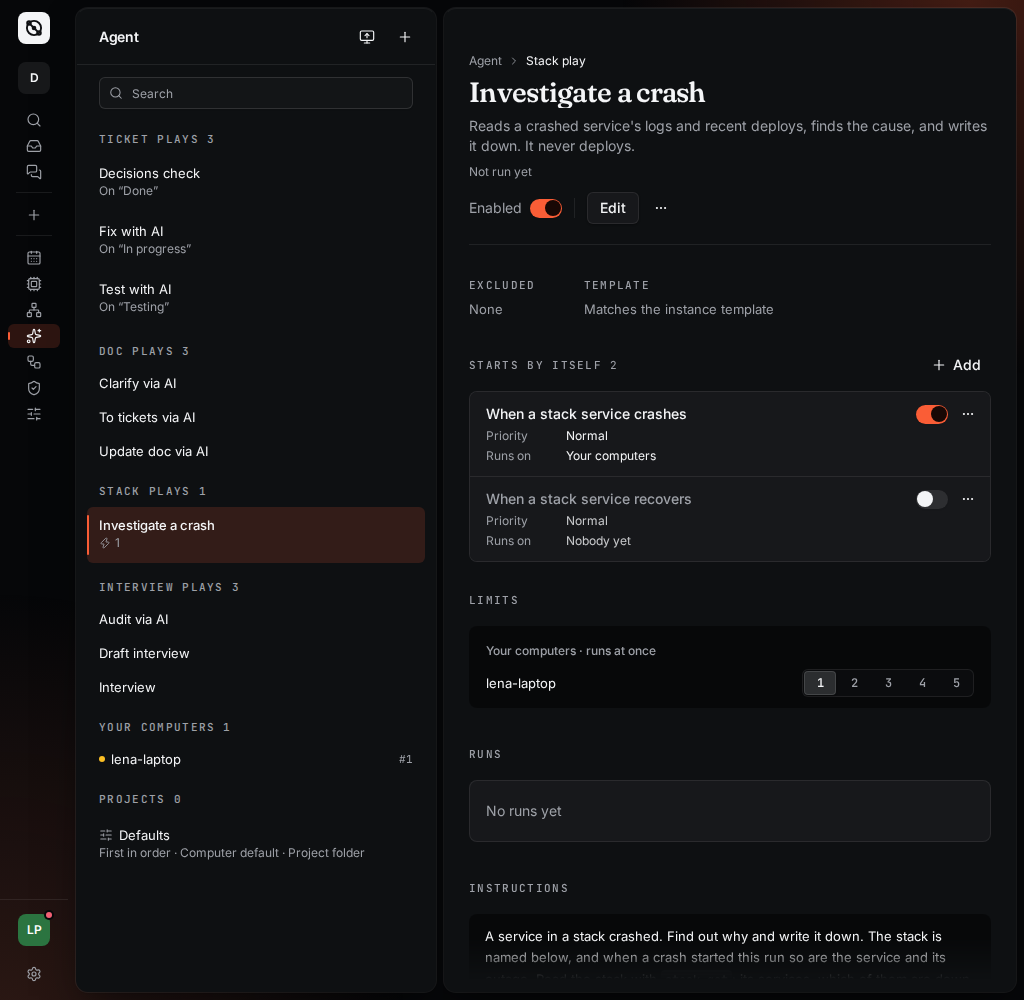 D
LP
Agent
Search
TICKET PLAYS 3
Decisions check
On “Done”
Fix with AI
On “In progress”
Test with AI
On “Testing”
DOC PLAYS 3
Clarify via AI
To tickets via AI
Update doc via AI
STACK PLAYS 1
Investigate a crash
1
INTERVIEW PLAYS 3
Audit via AI
Draft interview
Interview
YOUR COMPUTERS 1
lena-laptop #1
PROJECTS 0
Defaults
First in order · Computer default · Project folder
Agent > Stack play
Investigate a crash
Reads a crashed service's logs and recent deploys, finds the cause, and writes
it down. It never deploys.
Not run yet
Enabled Edit
EXCLUDED TEMPLATE
None Matches the instance template
STARTS BY ITSELF 2 Add
When a stack service crashes
Priority Normal
Runs on Your computers
When a stack service recovers
Priority Normal
Runs on Nobody yet
LIMITS
Your computers · runs at once
lena-laptop 1 2 3 4 5
RUNS
No runs yet
INSTRUCTIONS
A service in a stack crashed. Find out why and write it down. The stack is
named below, and when a crash started this run so are the service and its